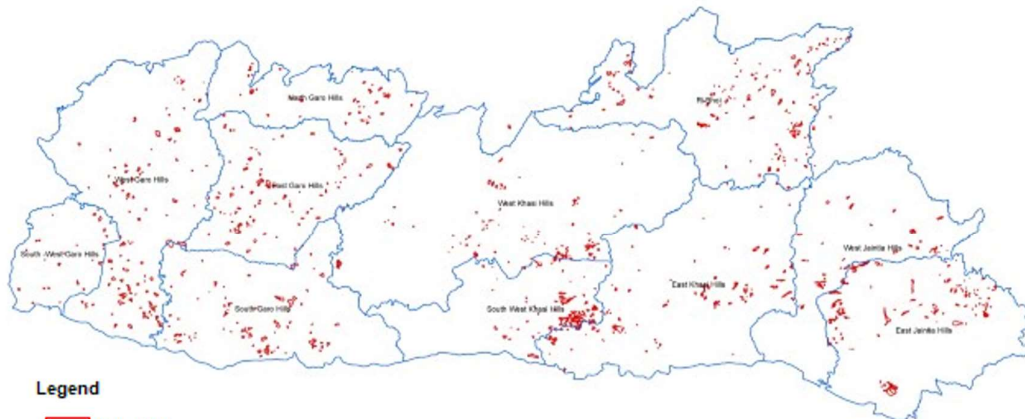 North Garo Hills
Ri-Bhoi
West Garo Hills
East Garo Hills
West Khasi Hills
South -West Garo Hills
West Jaintia Hills
East Khasi Hills
South Garo Hills
South West Khasi Hills
East Jaintia Hills
Legend